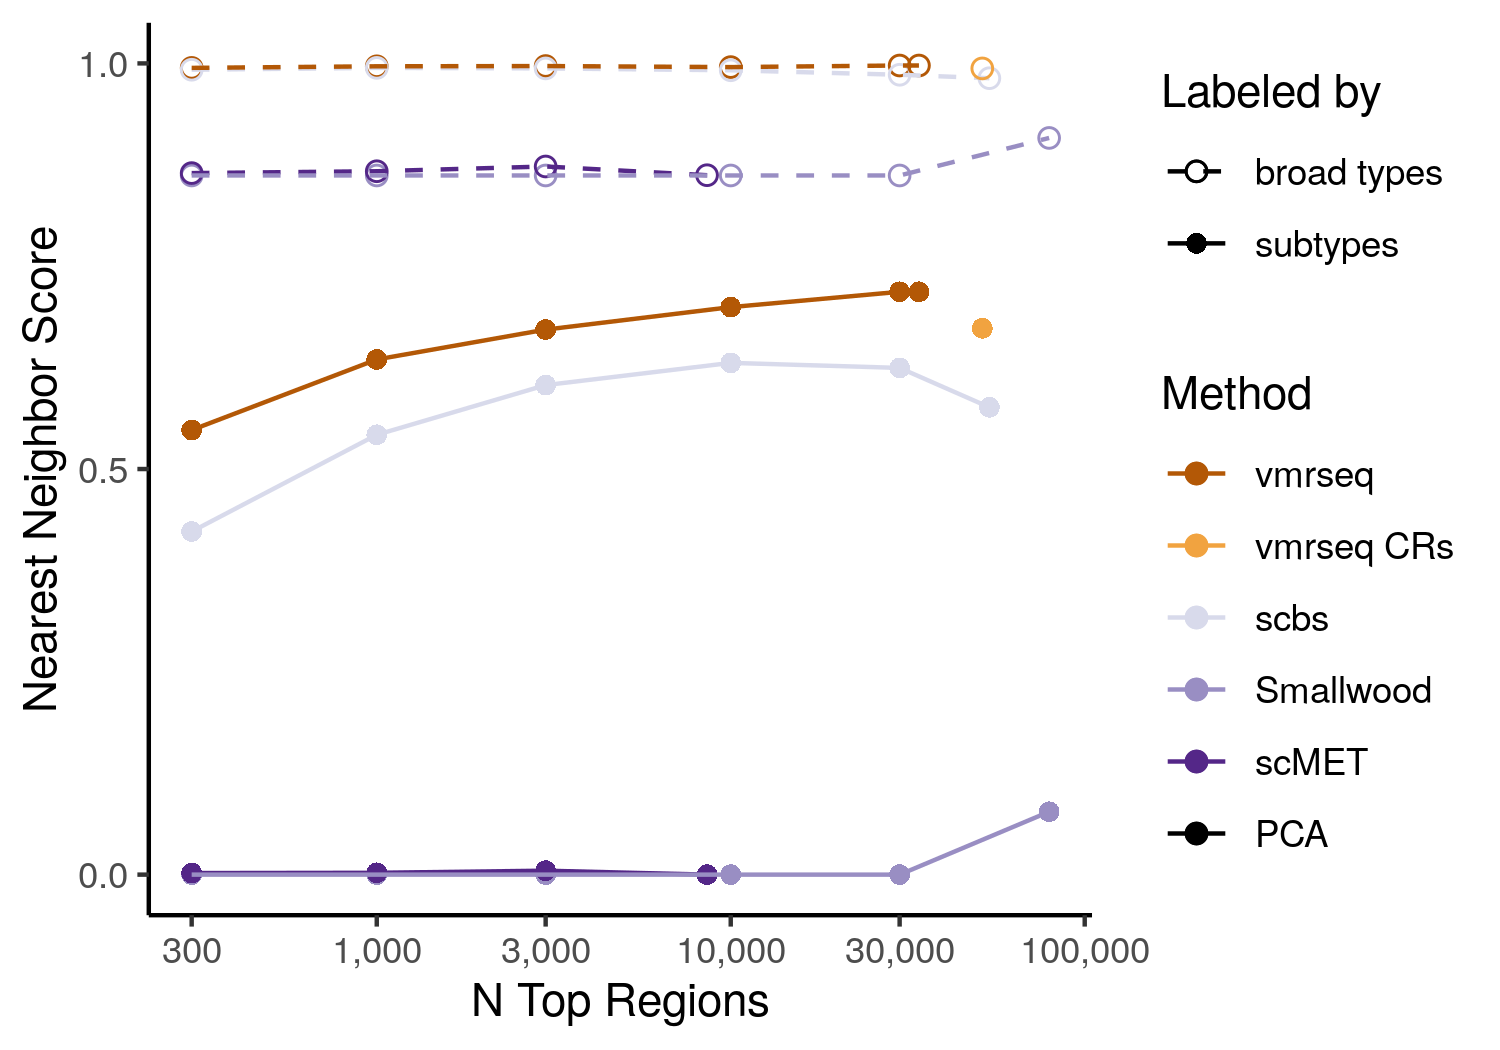 Nearest Neighbor Score
1.0
0.5
0.0
300
1,000
3,000
10,000
30,000
100,000
N Top Regions
Labeled by
broad types
subtypes
Method
vmrseq
vmrseq CRs
scbs
Smallwood
scMET
PCA